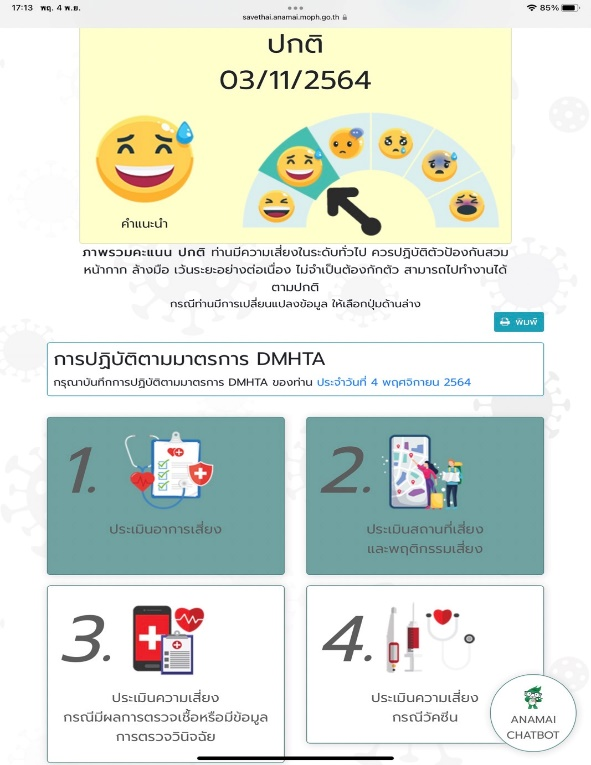 17:13 พฤ. 4 พ.ย.
85%
savethai.anamai.moph.go.th
ปกติ
03/11/2564
คำแนะนำ
ภาพรวมคะแนน ปกติ ท่านมีความเสี่ยงในระดับทั่วไป ควรปฏิบัติตัวป้องกันสวม
หน้ากาก ล้างมือ เว้นระยะอย่างต่อเนื่อง ไม่จำเป็นต้องกักตัว สามารถไปทำงานได้
ตามปกติ
กรณีท่านมีการเปลี่ยนแปลงข้อมูล ให้เลือกปุ่มด้านล่าง
พิมพ์
การปฏิบัติตามมาตรการ DMHTA
กรุณาบันทึกการปฏิบัติตามมาตรการ DMHTA ของท่าน ประจำวันที่ 4 พฤศจิกายน 2564
1.
ประเมินอาการเสี่ยง
2.
ประเมินสถานที่เสี่ยง
และพฤติกรรมเสี่ยง
3.
ประเมินความเสี่ยง
กรณีมีผลการตรวจเชื้อหรือมีข้อมูล
การตรวจวินิจฉัย
4.
ประเมินความเสี่ยง
กรณีวัคซีน
ANAMAI
CHATBOT